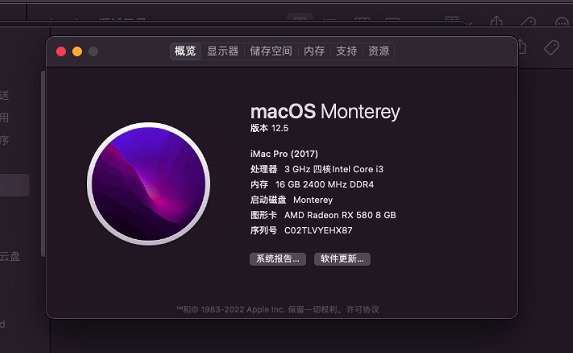 概览 显示器 储存空间 内存 支持 资源
macOS Monterey
版本 12.5
iMac Pro (2017)
处理器 3 GHz 四核Intel Core i3
内存 16 GB 2400 MHz DDR4
启动磁盘 Monterey
图形卡 AMD Radeon RX 580 8 GB
序列号 C02TLVYEHX87
系统报告... 软件更新...
™和© 1983-2022 Apple Inc. 保留一切权利。许可协议
送
用
序
云盘
d